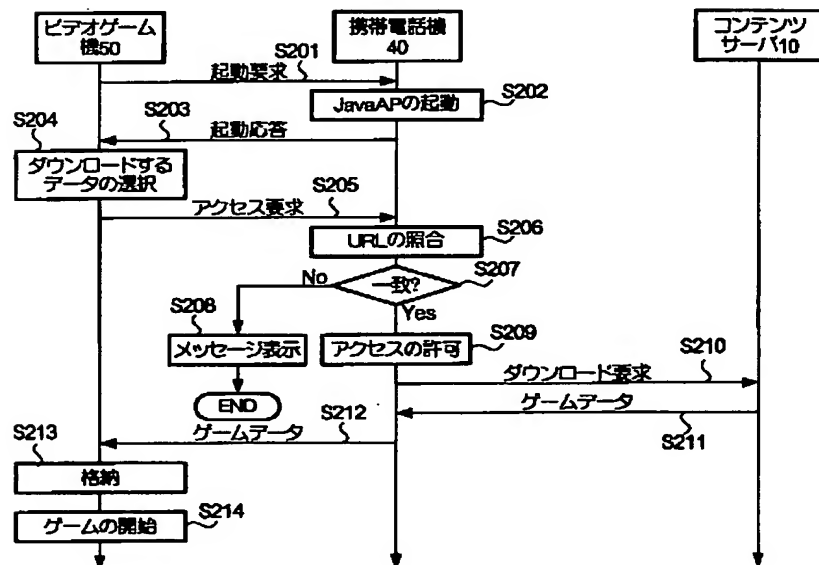 ビデオゲーム
機50
携帯電話機
40
コンテンツ
サーバ10
S201
起動要求
JavaAPの起動
S202
S203
起動応答
S204
ダウンロードする
データの選択
S205
アクセス要求
URLの照合
S206
一致?
S207
No
Yes
S208
メッセージ表示
END
アクセスの許可
S209
S210
ダウンロード要求
ゲームデータ
S211
S212
ゲームデータ
S213
格納
ゲームの開始
S214